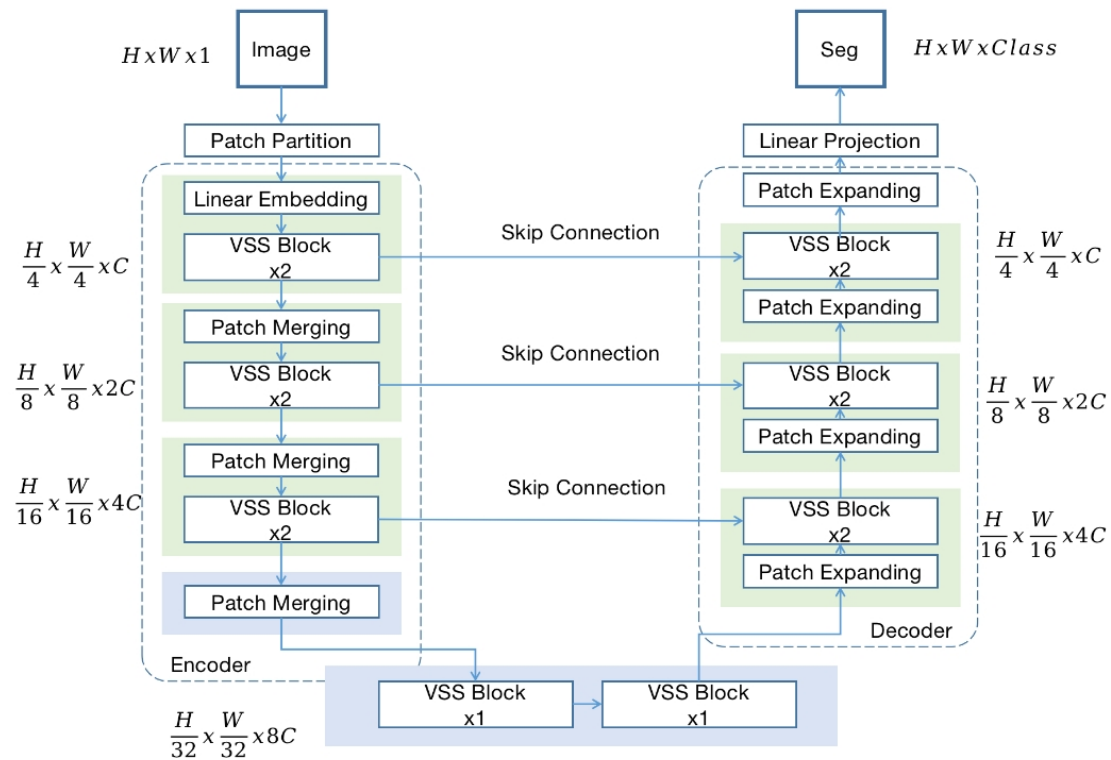 H x W x 1
Image
Seg
H x W x Class
Patch Partition
Linear Projection
Linear Embedding
Patch Expanding
VSS Block
x2
H/4 x W/4 x C
Skip Connection
VSS Block
x2
H/4 x W/4 x C
Patch Merging
Patch Expanding
VSS Block
x2
H/8 x W/8 x 2C
Skip Connection
VSS Block
x2
H/8 x W/8 x 2C
Patch Merging
Patch Expanding
VSS Block
x2
H/16 x W/16 x 4C
Skip Connection
VSS Block
x2
H/16 x W/16 x 4C
Patch Merging
Patch Expanding
Encoder
Decoder
VSS Block
x1
VSS Block
x1
H/32 x W/32 x 8C